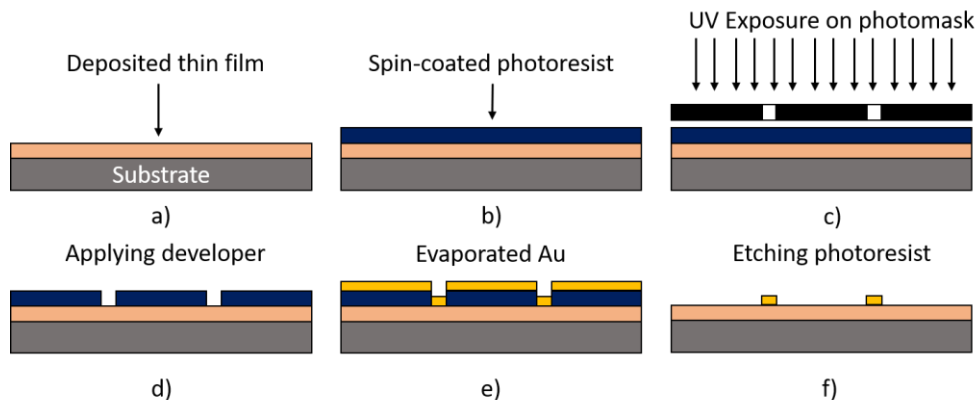 Deposited thin film
Substrate
a)
Spin-coated photoresist
b)
UV Exposure on photomask
c)
Applying developer
d)
Evaporated Au
e)
Etching photoresist
f)